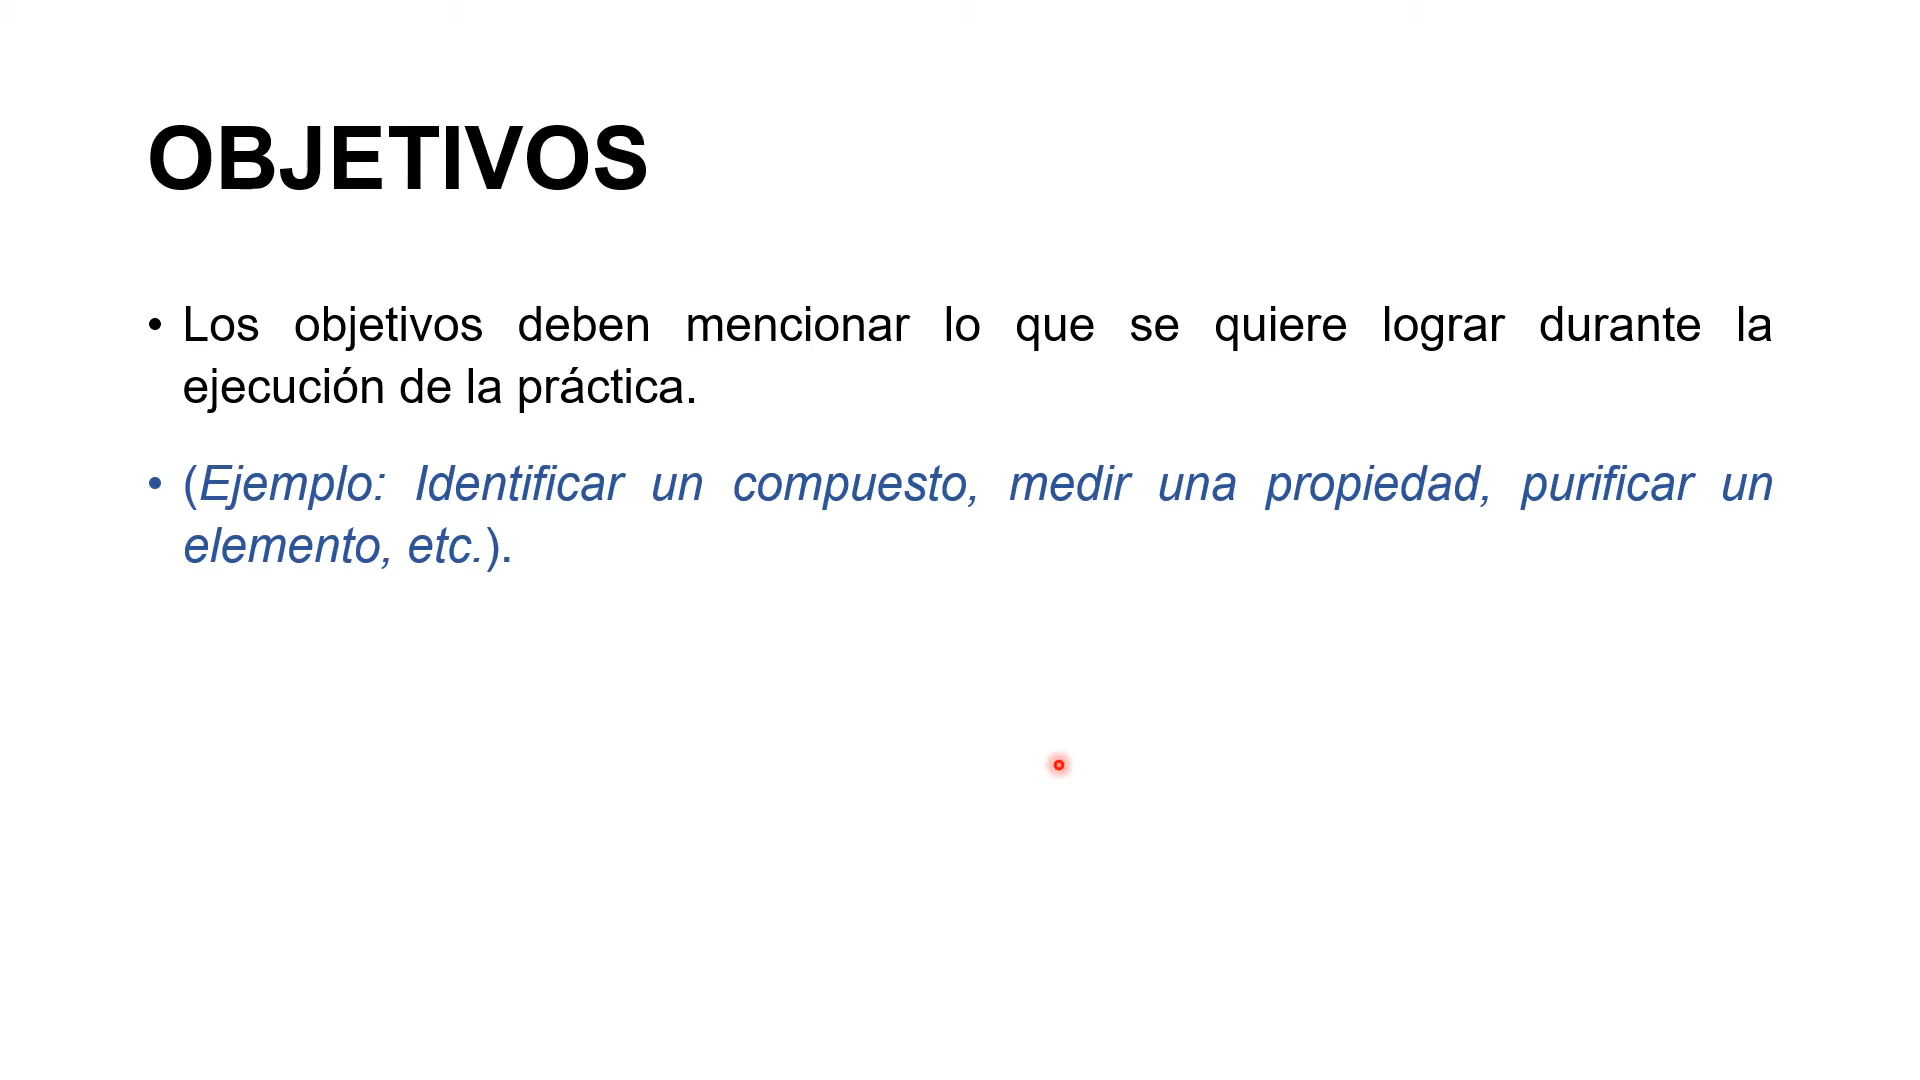 OBJETIVOS
• Los objetivos deben mencionar lo que se quiere lograr durante la
ejecución de la práctica.
• (Ejemplo: Identificar un compuesto, medir una propiedad, purificar un
elemento, etc.).